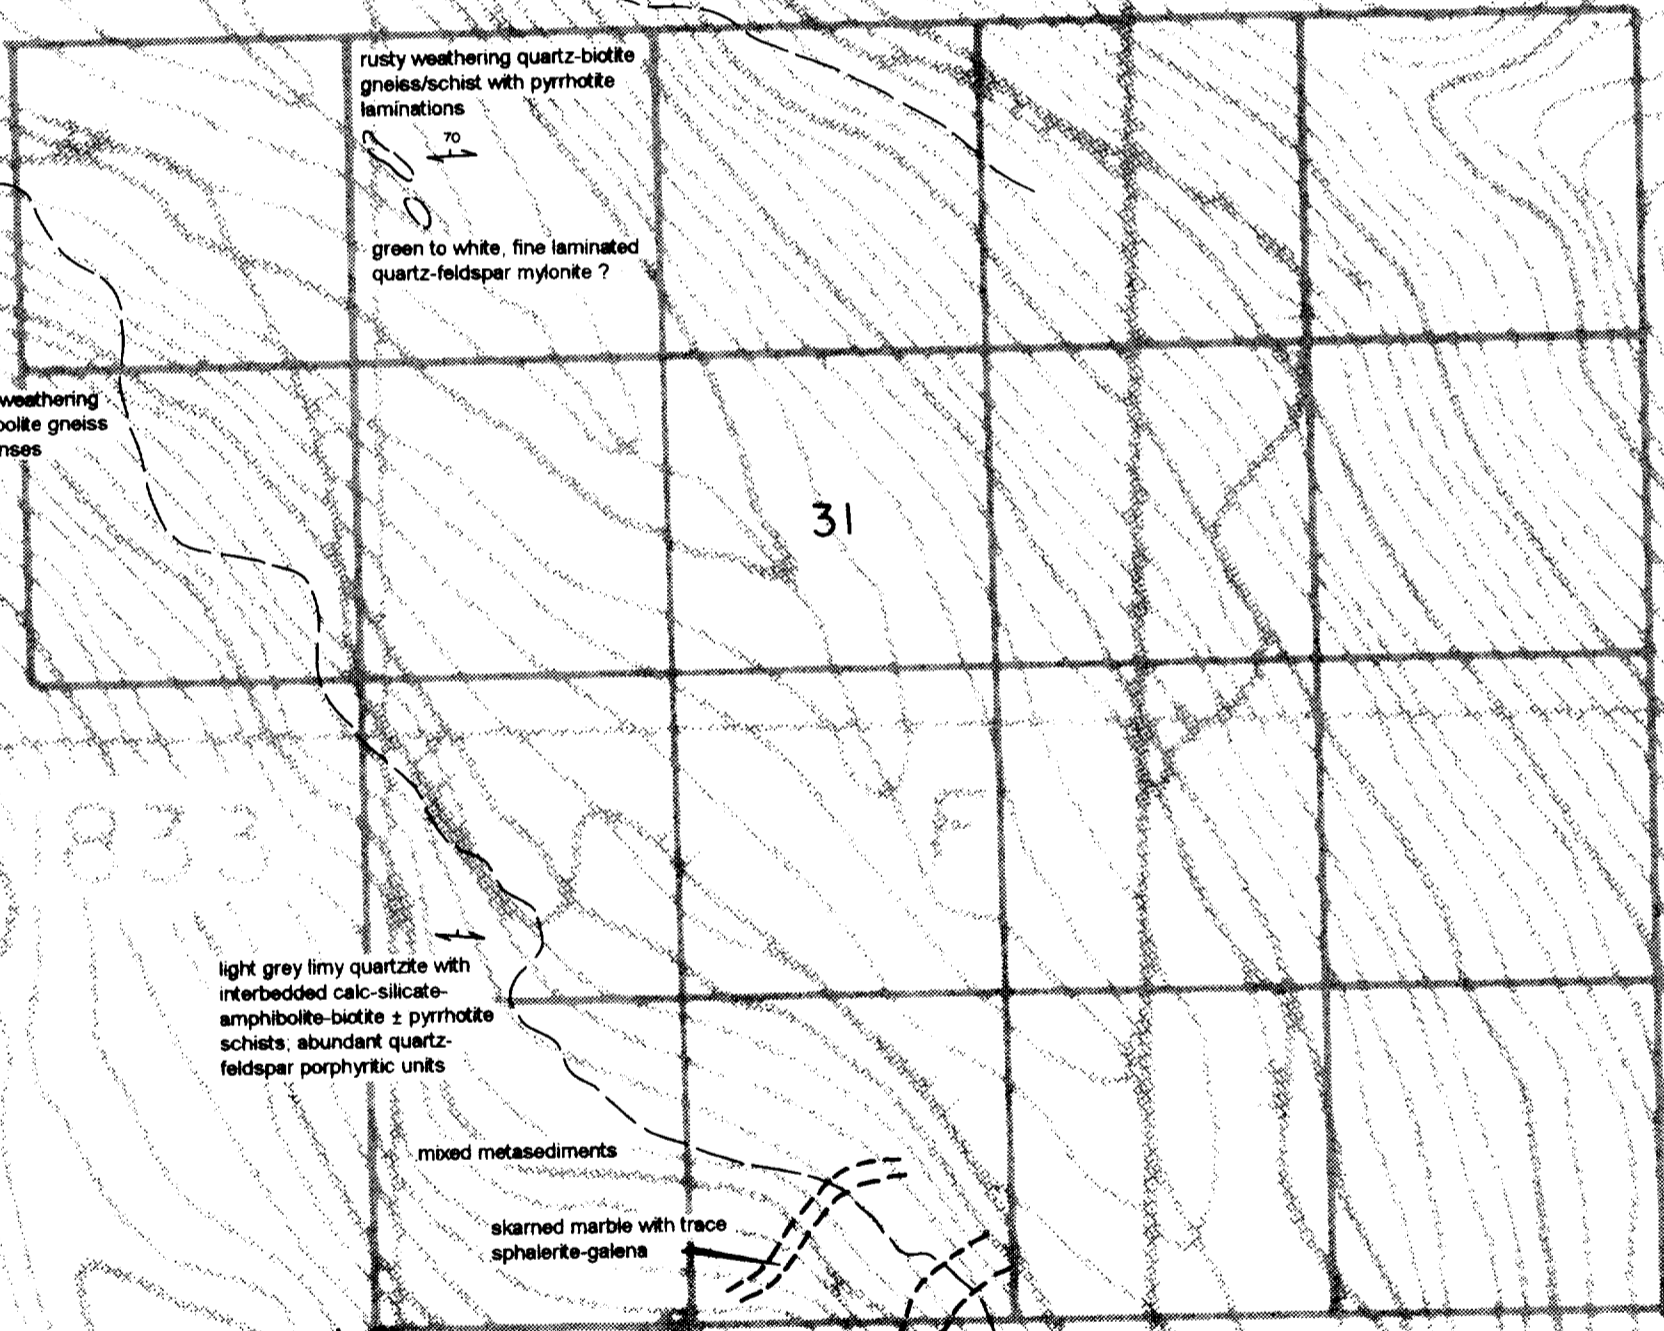 rusty weathering quartz-biotite
gneiss/schist with pyrrhotite
laminations
70
green to white, fine laminated
quartz-feldspar mylonite ?
weathering
bolite gneiss
nses
31
833
F
light grey limy quartzite with
interbedded calc-silicate-
amphibolite-biotite ± pyrrhotite
schists; abundant quartz-
feldspar porphyritic units
mixed metasediments
skarned marble with trace
sphalerite-galena